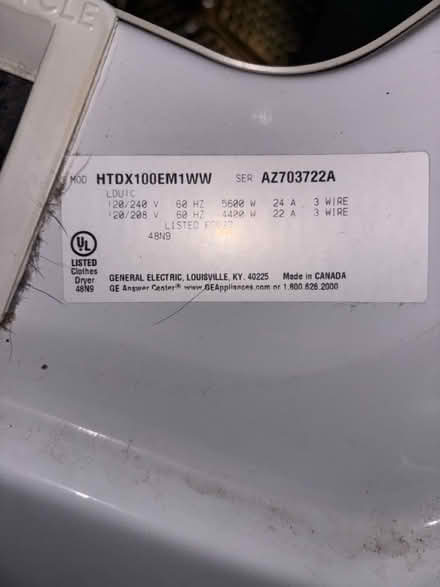 CYCLE
MOD HTDX100EM1WW SER AZ703722A
120/240 V 60 HZ 5600 W 24 A 3 WIRE
120/208 V 60 HZ 4400 W 22 A 3 WIRE
LISTED
48N9
UL
LISTED
Clothes
Dryer
48N9
GENERAL ELECTRIC, LOUISVILLE, KY. 40225 Made in CANADA
GE Answer Center® www.GEAppliances.com or 1.800.626.2000